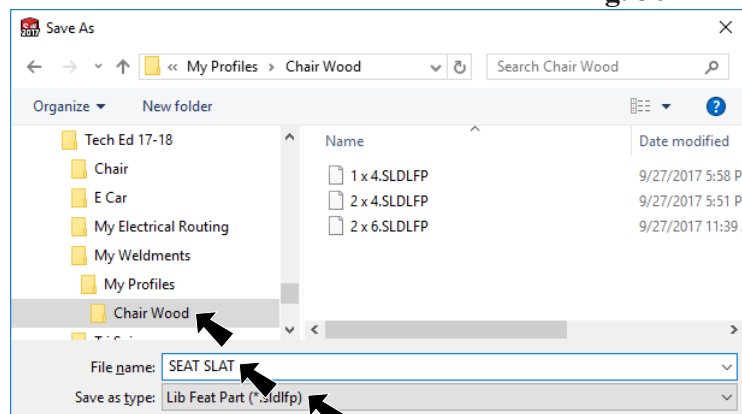 Save As
« My Profiles > Chair Wood
Search Chair Wood
Organize
New folder
?
Tech Ed 17-18
Chair
E Car
My Electrical Routing
My Weldments
My Profiles
Chair Wood
Name
Date modified
1 x 4.SLDLFP
9/27/2017 5:58 P
2 x 4.SLDLFP
9/27/2017 5:51 P
2 x 6.SLDLFP
9/27/2017 11:39
File name:
SEAT SLAT
Save as type:
Lib Feat Part (*.sldlfp)